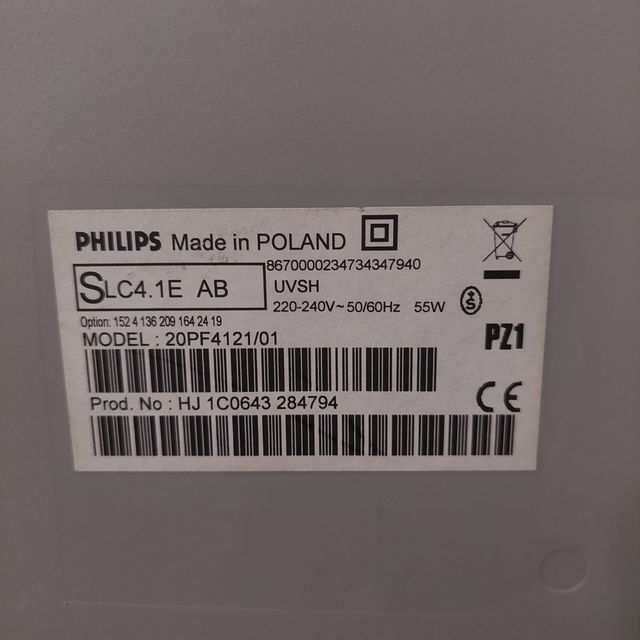 PHILIPS Made in POLAND
8670000234734347940
SLC4.1E AB
UVSH
220-240V~ 50/60Hz 55W
S
Option: 152 4 136 209 164 24 19
MODEL : 20PF4121/01
PZ1
Prod. No : HJ 1C0643 284794
CE